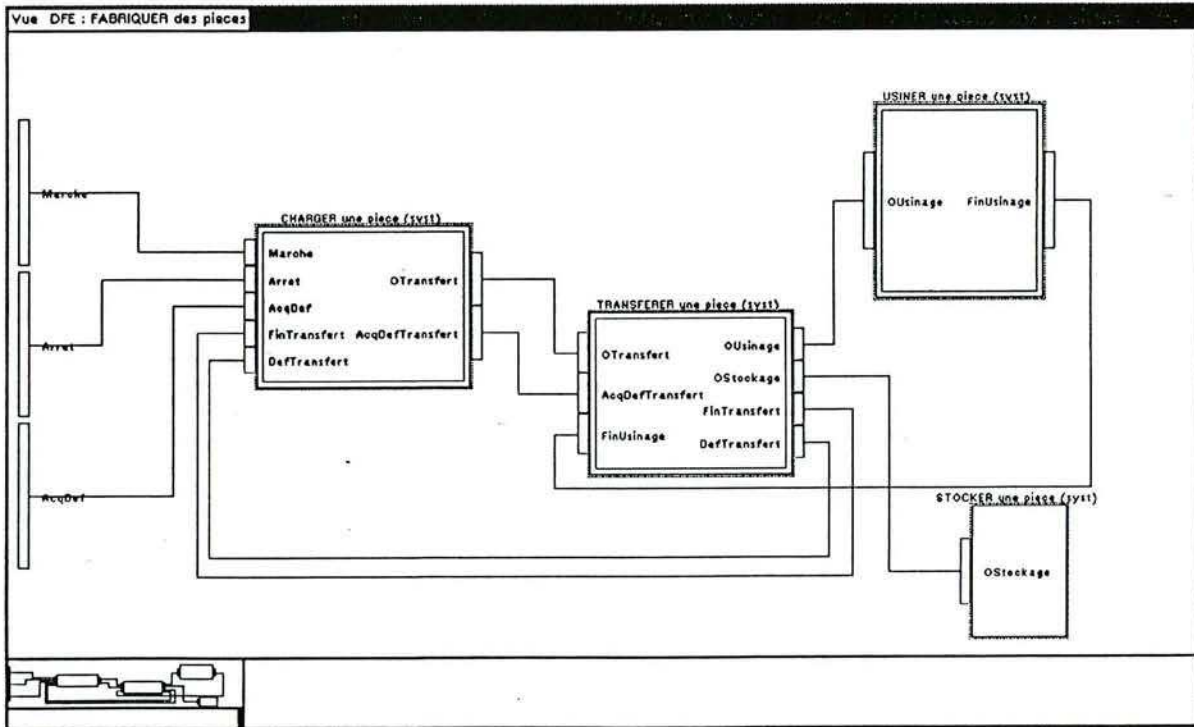 Vue DFE : FABRIQUER des pieces
USINER une piece (syst)
Marche
OUsinage FinUsinage
CHARGER une piece (syst)
Marche
Arret OTransfert
AcqDef
FinTransfert AcqDefTransfert
DefTransfert
TRANSFERER une piece (syst)
Arret
OUsinage
OTransfert
OStockage
AcqDefTransfert
FinTransfert
FinUsinage
DefTransfert
AcqDef
STOCKER une piece (syst)
OStockage